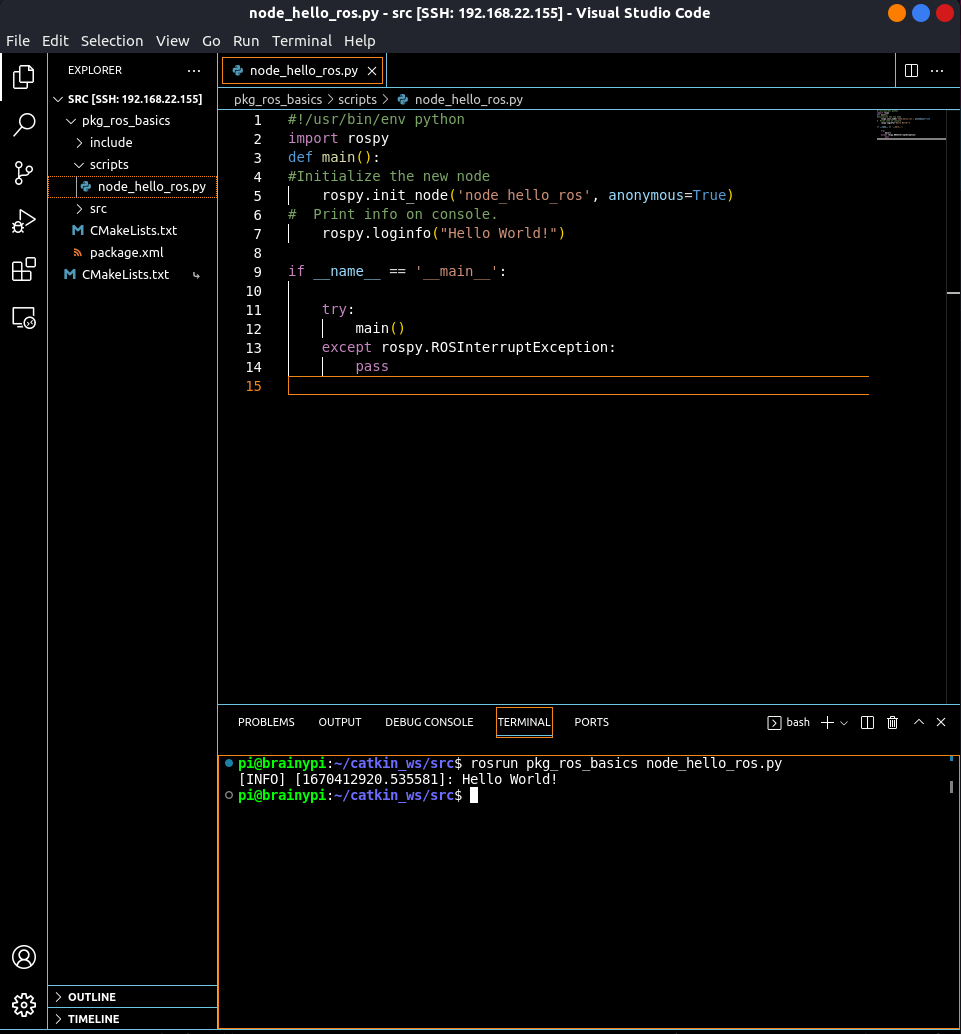 node_hello_ros.py - src [SSH: 192.168.22.155] - Visual Studio Code
File Edit Selection View Go Run Terminal Help
EXPLORER
SRC [SSH: 192.168.22.155]
pkg_ros_basics
include
scripts
node_hello_ros.py
src
CMakeLists.txt
package.xml
CMakeLists.txt
OUTLINE
TIMELINE
node_hello_ros.py
pkg_ros_basics > scripts > node_hello_ros.py
1 #!/usr/bin/env python
2 import rospy
3 def main():
4 #Initialize the new node
5     rospy.init_node('node_hello_ros', anonymous=True)
6 #  Print info on console.
7     rospy.loginfo("Hello World!")
8
9 if __name__ == '__main__':
10
11     try:
12         main()
13     except rospy.ROSInterruptException:
14         pass
15
PROBLEMS OUTPUT DEBUG CONSOLE TERMINAL PORTS bash
pi@brainypi:~/catkin_ws/src$ rosrun pkg_ros_basics node_hello_ros.py
[INFO] [1670412920.535581]: Hello World!
pi@brainypi:~/catkin_ws/src$